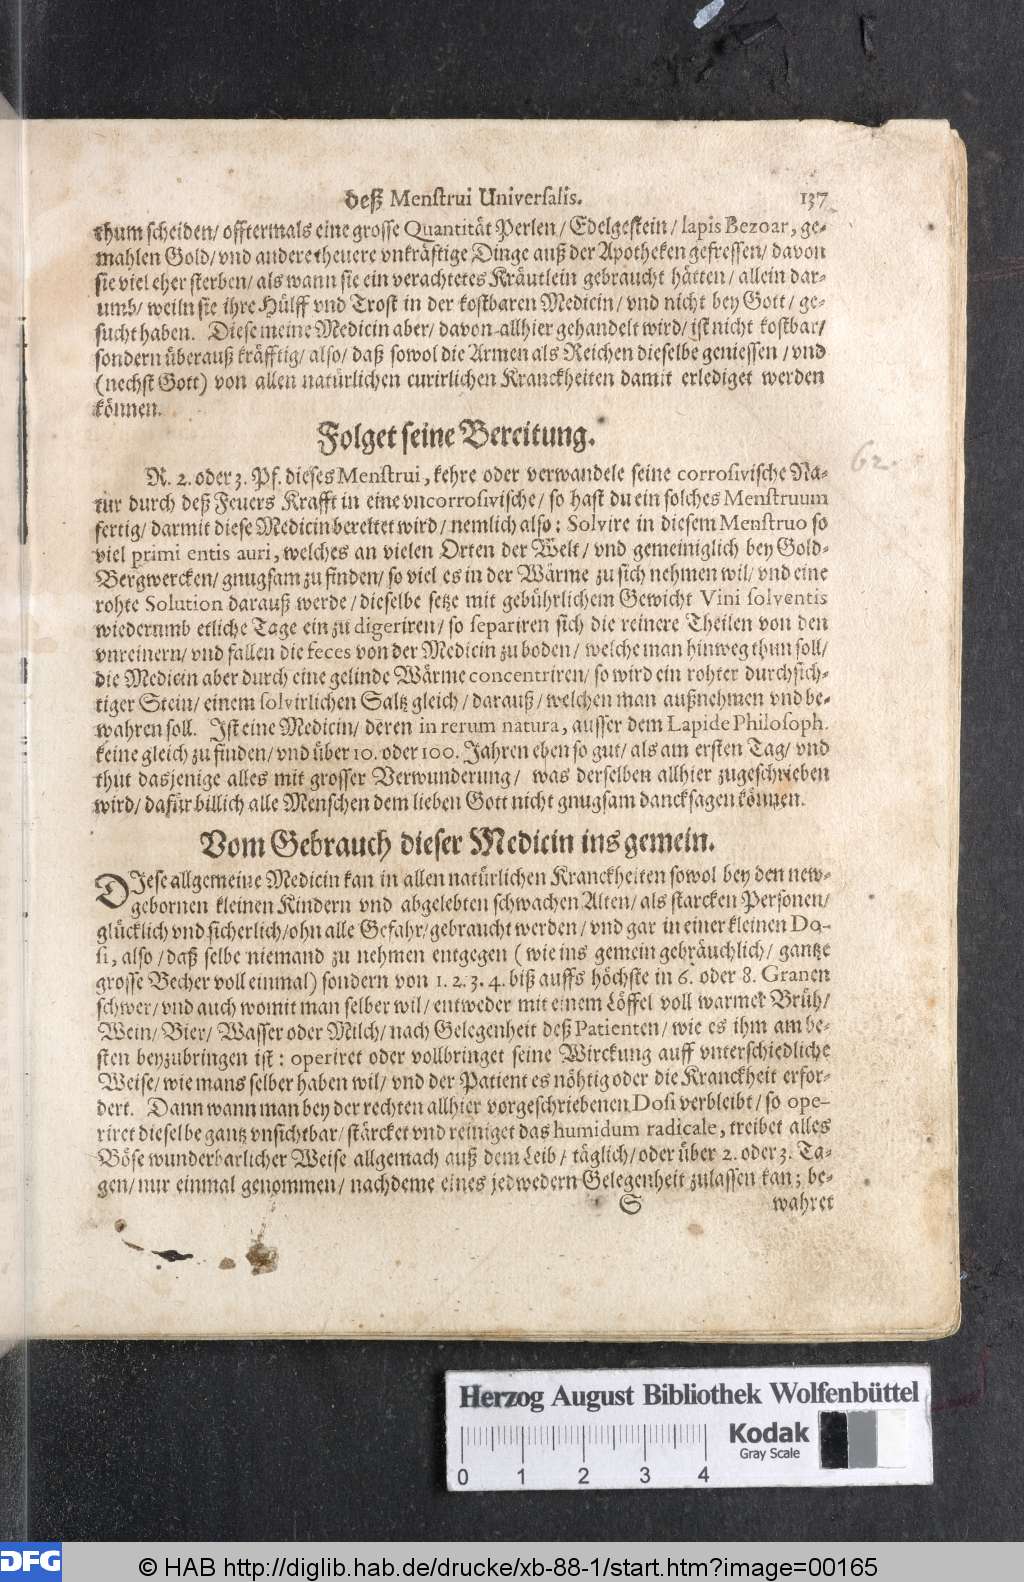 deß Menstrui Universalis. 137
thum scheiden/ offtermals eine grosse Quantität Perlen/ Edelgestein/ lapis Bezoar, ge-
mahlen Gold/ vnd andere theuere vnkräftige Dinge auß der Apotheken gefressen/ davon
sie viel eher sterben/ als wann sie ein verachtetes Kräutlein gebraucht hätten/ allein dar-
umb/ weiln sie ihre Hülff vnd Trost in der kostbaren Medicin/ vnd nicht bey Gott/ ge-
sucht haben. Diese meine Medicin aber/ davon allhier gehandelt wird/ ist nicht kostbar/
sondern überauß kräfftig/ also/ daß sowol die Armen als Reichen dieselbe geniessen/ vnd
(nechst Gott) von allen natürlichen curirlichen Kranckheiten damit erlediget werden
können.
Folget seine Bereitung.
R. 2. oder 3. Pf. dieses Menstrui, kehre oder verwandele seine corrosivische Na-
tur durch deß Feuers Krafft in eine vncorrosivische/ so hast du ein solches Menstruum
fertig/ darmit diese Medicin bereitet wird/ nemlich also: Solvire in diesem Menstruo so
viel primi entis auri, welches an vielen Orten der Welt/ vnd gemeiniglich bey Gold-
Bergwercken/ gnugsam zu finden/ so viel es in der Wärme zu sich nehmen wil/ vnd eine
rohte Solution darauß werde/ dieselbe setze mit gebührlichem Gewicht Vini solventis
wiederumb etliche Tage ein zu digeriren/ so separiren sich die reinere Theilen von den
vnreinern/ vnd fallen die feces von der Medicin zu boden/ welche man hinweg thun soll/
die Medicin aber durch eine gelinde Wärme concentriren/ so wird ein rohter durchsich-
tiger Stein/ einem solvirlichen Saltz gleich/ darauß/ welchen man außnehmen vnd be-
wahren soll. Ist eine Medicin/ deren in rerum natura, ausser dem Lapide Philosoph.
keine gleich zu finden/ vnd über 10. oder 100. Jahren eben so gut/ als am ersten Tag/ vnd
thut dasjenige alles mit grosser Verwunderung/ was derselben allhier zugeschrieben
wird/ dafür billich alle Menschen dem lieben Gott nicht gnugsam dancksagen können.
Vom Gebrauch dieser Medicin ins gemein.
DIese allgemeine Medicin kan in allen natürlichen Kranckheiten sowol bey den new-
gebornen kleinen Kindern vnd abgelebten schwachen Alten/ als starcken Personen/
glücklich vnd sicherlich/ ohn alle Gefahr/ gebraucht werden/ vnd gar in einer kleinen Do-
si, also/ daß selbe niemand zu nehmen entgegen (wie ins gemein gebräuchlich/ gantze
grosse Becher voll einmal) sondern von 1. 2. 3. 4. biß auffs höchste in 6. oder 8. Granen
schwer/ vnd auch womit man selber wil/ entweder mit einem Löffel voll warmer Brüh/
Wein/ Bier/ Wasser oder Milch/ nach Gelegenheit deß Patienten/ wie es ihm am be-
sten beyzubringen ist: operiret oder vollbringet seine Wirckung auff vnterschiedliche
Weise/ wie mans selber haben wil/ vnd der Patient es nöhtig oder die Kranckheit erfor-
dert. Dann wann man bey der rechten allhier vorgeschriebenen Dosi verbleibt/ so ope-
riret dieselbe gantz vnsichtbar/ stärcket vnd reiniget das humidum radicale, treibet alles
Böse wunderbarlicher Weise allgemach auß dem Leib/ täglich/ oder über 2. oder 3. Ta-
gen/ nur einmal genommen/ nachdeme eines jedwedern Gelegenheit zulassen kan; be-
S wahret
62.
Herzog August Bibliothek Wolfenbüttel
Kodak
Gray Scale
0 1 2 3 4
DFG
© HAB http://diglib.hab.de/drucke/xb-88-1/start.htm?image=00165